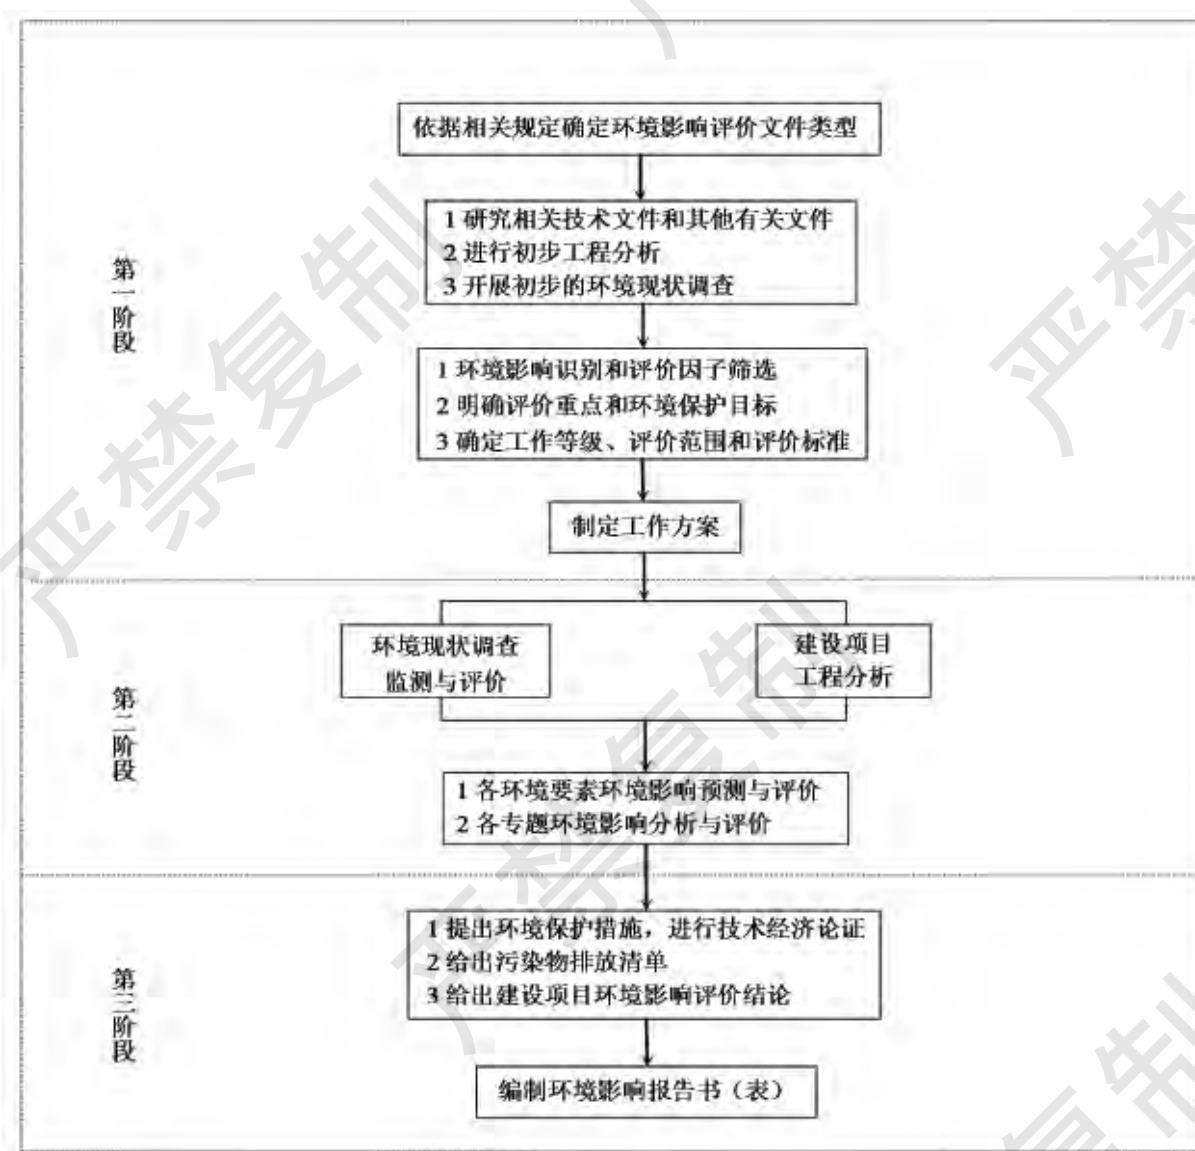 依据相关规定确定环境影响评价文件类型
1 研究相关技术文件和其他有关文件
2 进行初步工程分析
3 开展初步的环境现状调查
第一阶段
1 环境影响识别和评价因子筛选
2 明确评价重点和环境保护目标
3 确定工作等级、评价范围和评价标准
制定工作方案
环境现状调查
监测与评价
建设项目
工程分析
第二阶段
1 各环境要素环境影响预测与评价
2 各专题环境影响分析与评价
1 提出环境保护措施，进行技术经济论证
2 给出污染物排放清单
3 给出建设项目环境影响评价结论
第三阶段
编制环境影响报告书（表）
严禁复制
严禁
严禁复制
复制